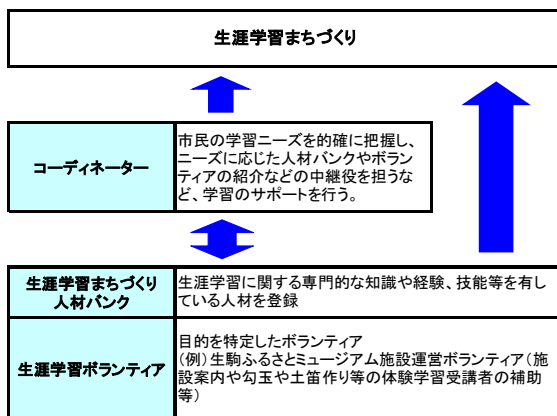 生涯学習まちづくり
コーディネーター
市民の学習ニーズを的確に把握し、
ニーズに応じた人材バンクやボラン
ティアの紹介などの中継役を担うな
ど、学習のサポートを行う。
生涯学習まちづくり
人材バンク
生涯学習に関する専門的な知識や経験、技能等を有し
ている人材を登録
生涯学習ボランティア
目的を特定したボランティア
(例)生駒ふるさとミュージアム施設運営ボランティア(施
設案内や勾玉や土笛作り等の体験学習受講者の補助
等)